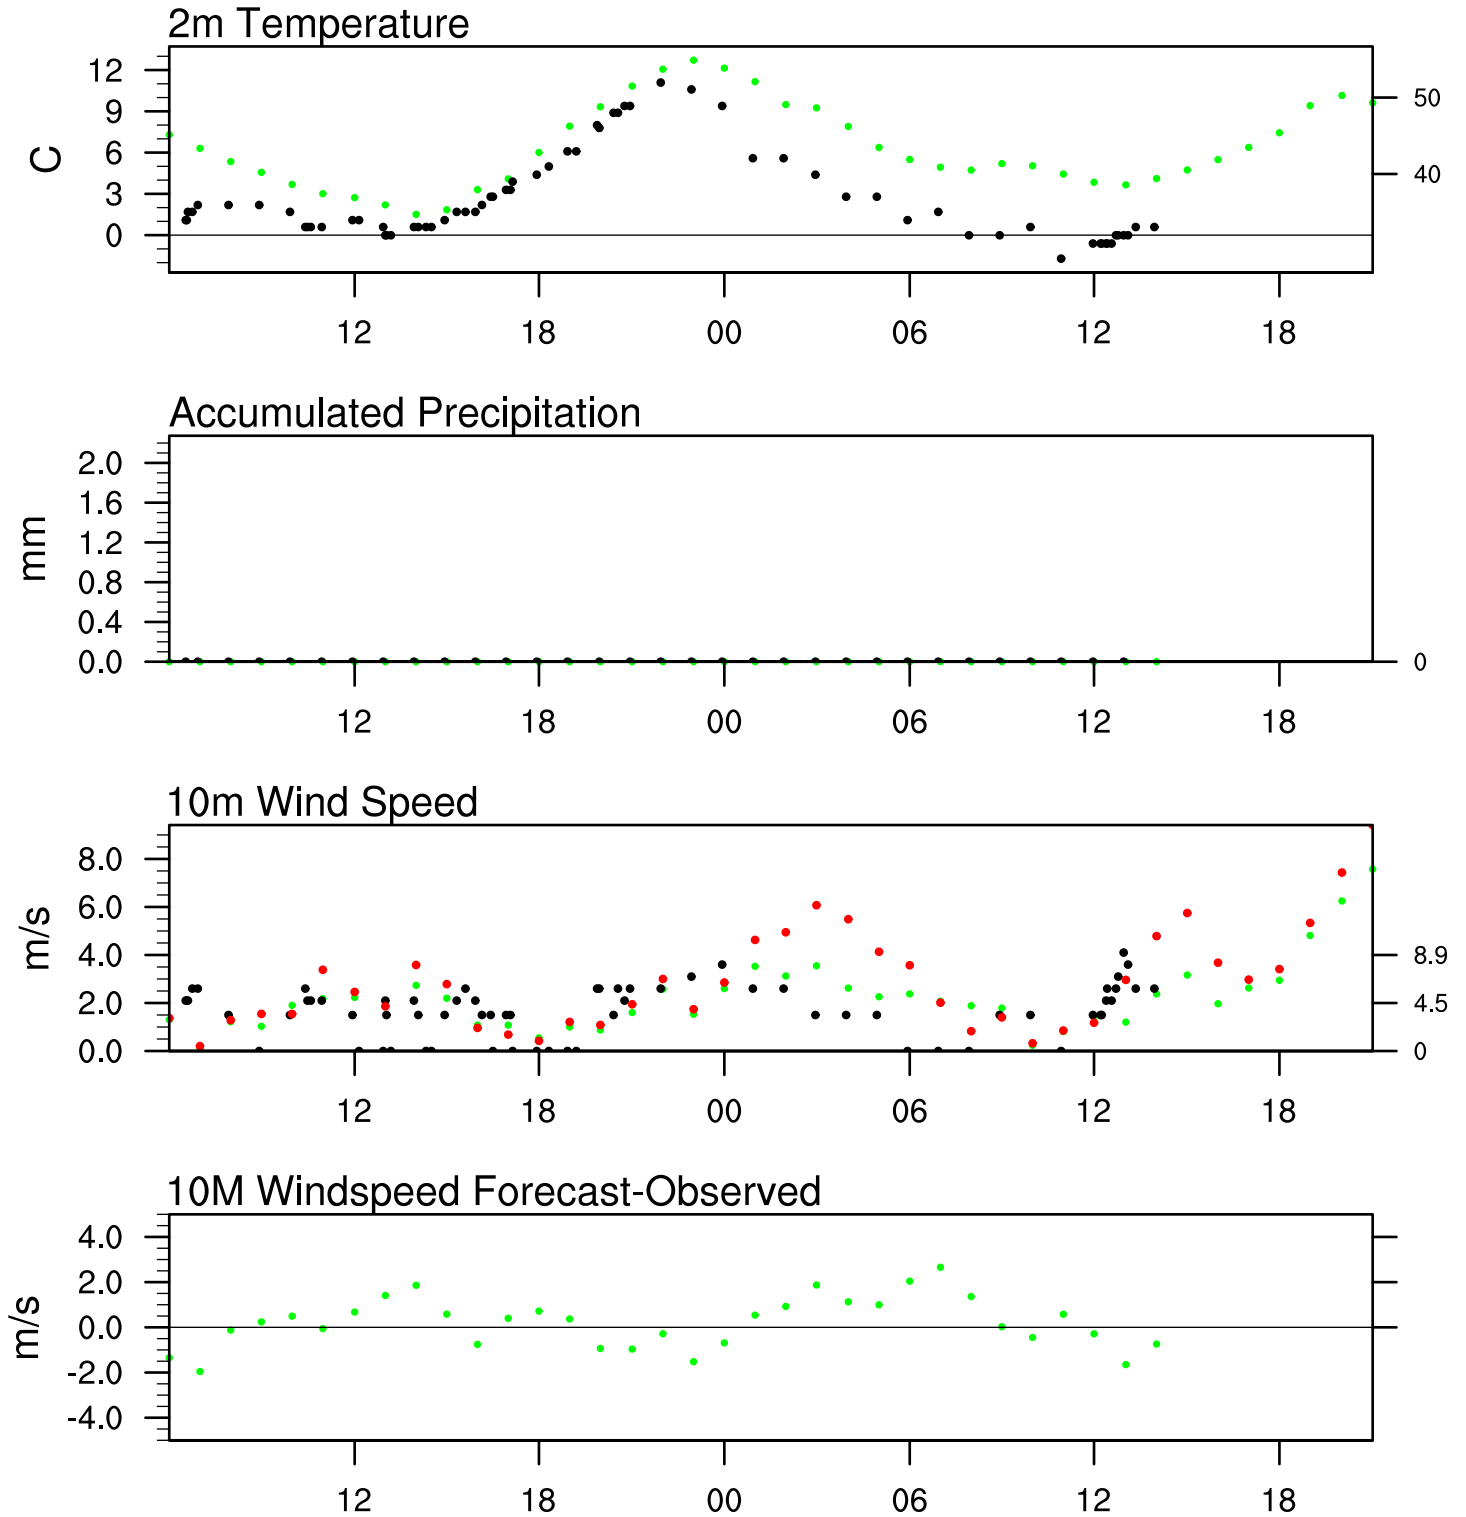 2m Temperature
12
9
6
3
0
C
50
40
12 18 00 06 12 18
Accumulated Precipitation
2.0
1.6
1.2
0.8
0.4
0.0
mm
0
12 18 00 06 12 18
10m Wind Speed
8.0
6.0
4.0
2.0
0.0
m/s
8.9
4.5
0
12 18 00 06 12 18
10M Windspeed Forecast-Observed
4.0
2.0
0.0
-2.0
-4.0
m/s
12 18 00 06 12 18